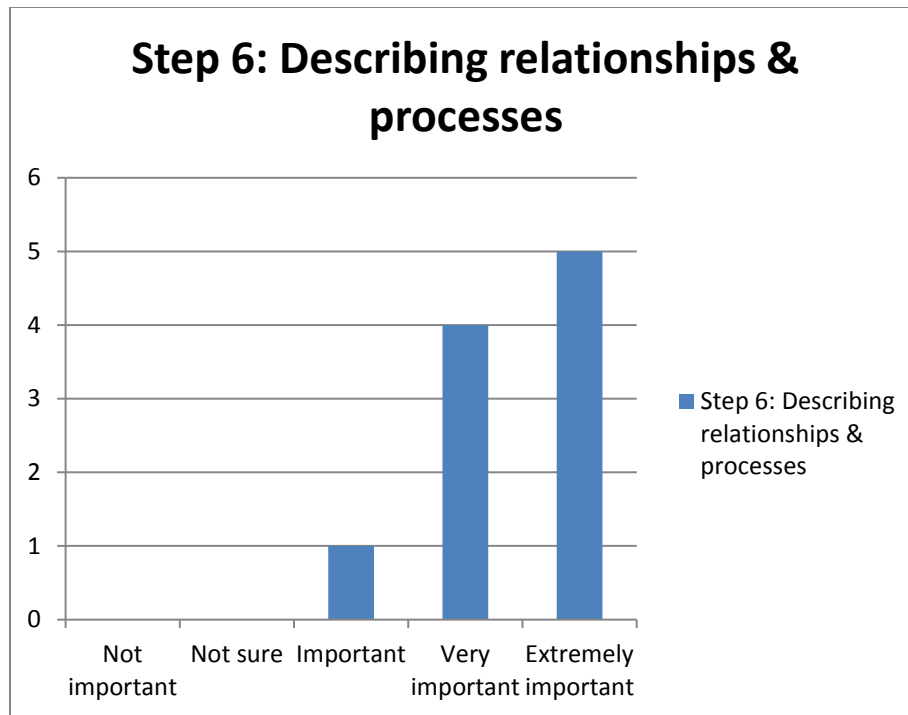 Step 6: Describing relationships &
processes
6
5
4
3
2
1
0
Not
important
Not sure
Important
Very
important
Extremely
important
Step 6: Describing
relationships &
processes